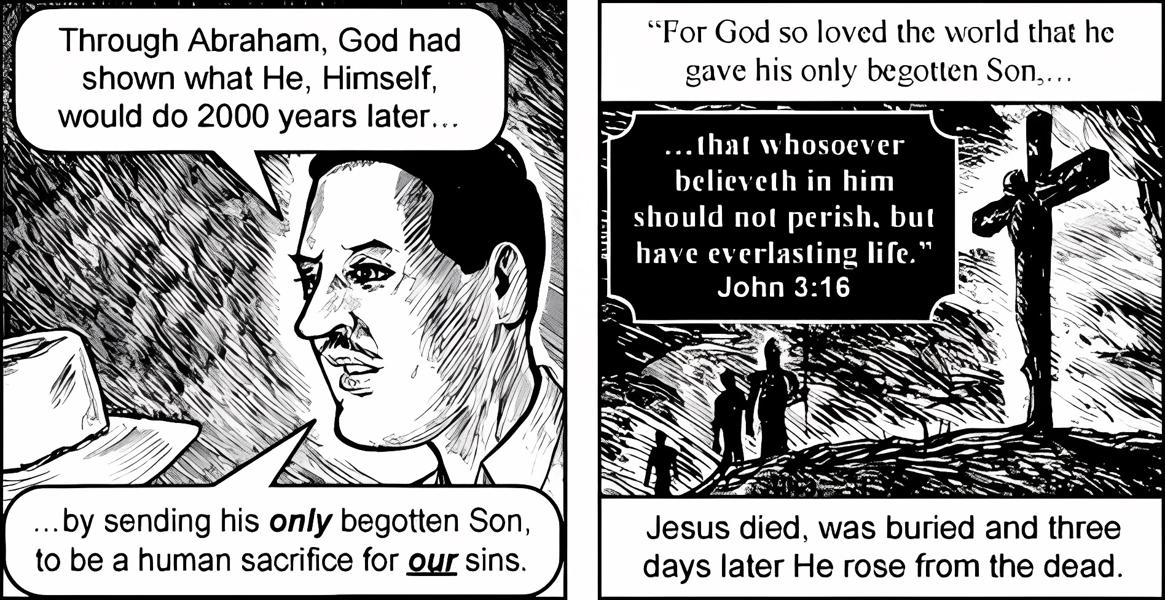 Through Abraham, God had
shown what He, Himself,
would do 2000 years later...
...by sending his only begotten Son,
to be a human sacrifice for our sins.
“For God so loved the world that he
gave his only begotten Son,...
...that whosoever
believeth in him
should not perish, but
have everlasting life.”
John 3:16
Jesus died, was buried and three
days later He rose from the dead.